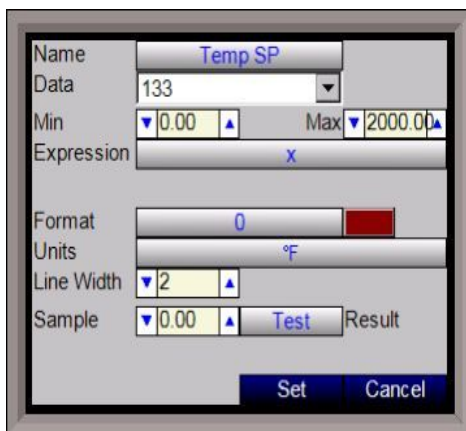 Name Temp SP
Data 133
Min 0.00 Max 2000.00
Expression x
Format 0
Units °F
Line Width 2
Sample 0.00 Test Result
Set Cancel